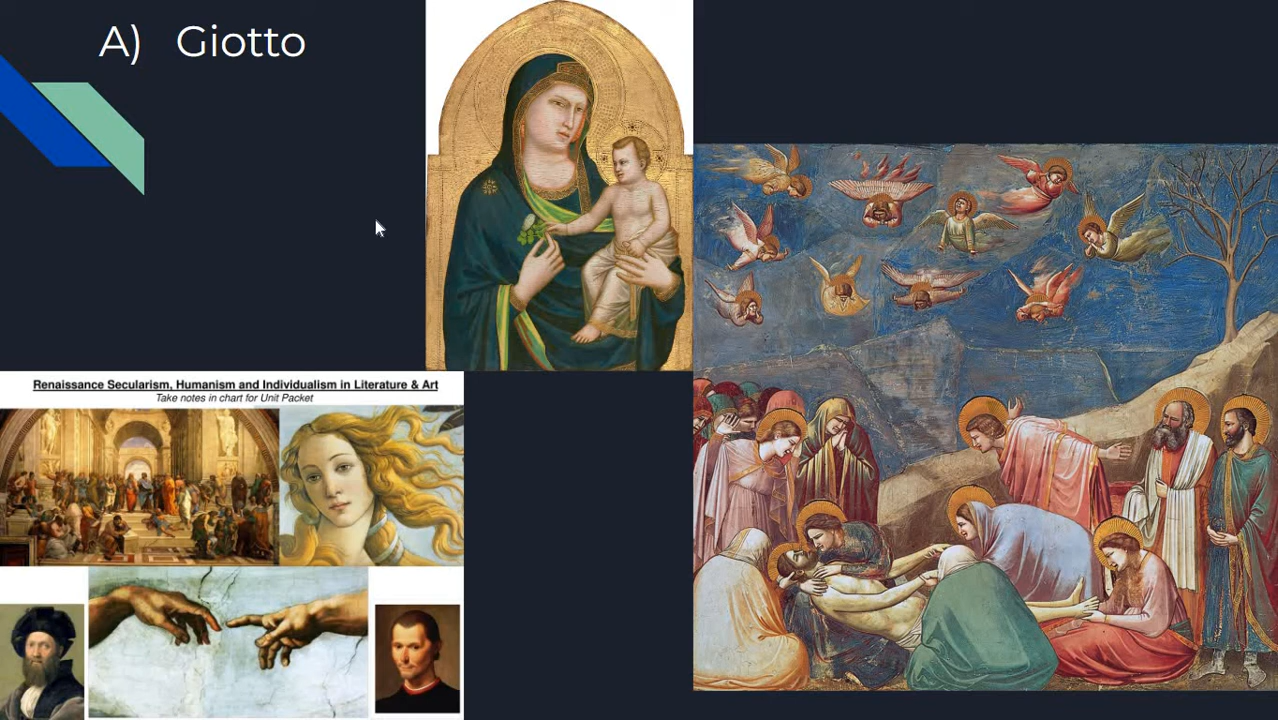 A) Giotto
Renaissance Secularism, Humanism and Individualism in Literature & Art
Take notes in chart for Unit Packet